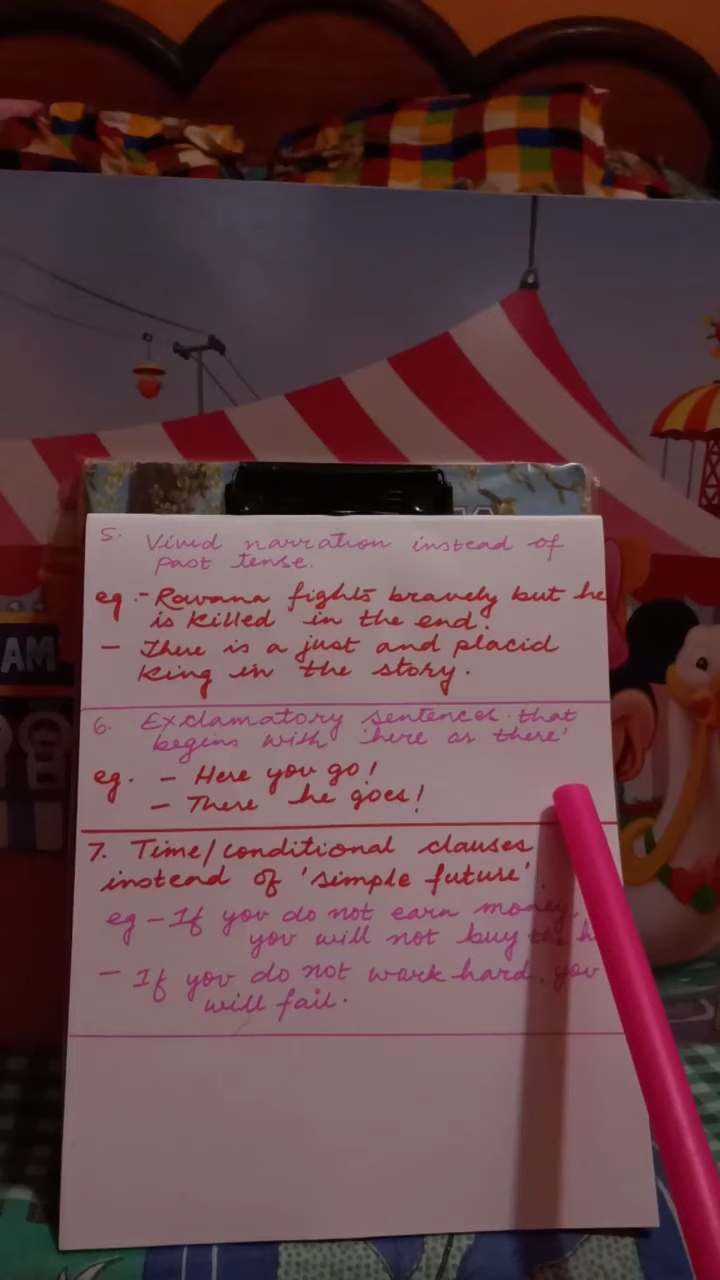 5. Vivid narration instead of
past tense.
eg :- Ravana fights bravely but he
is killed in the end.
- There is a just and placid
king in the story.
6. Exclamatory sentences that
begins with 'here or there'
eg. - Here you go!
- There he goes!
7. Time/conditional clauses
instead of 'simple future'
eg - If you do not earn money,
you will not buy
- If you do not work hard, you
will fail.
AM